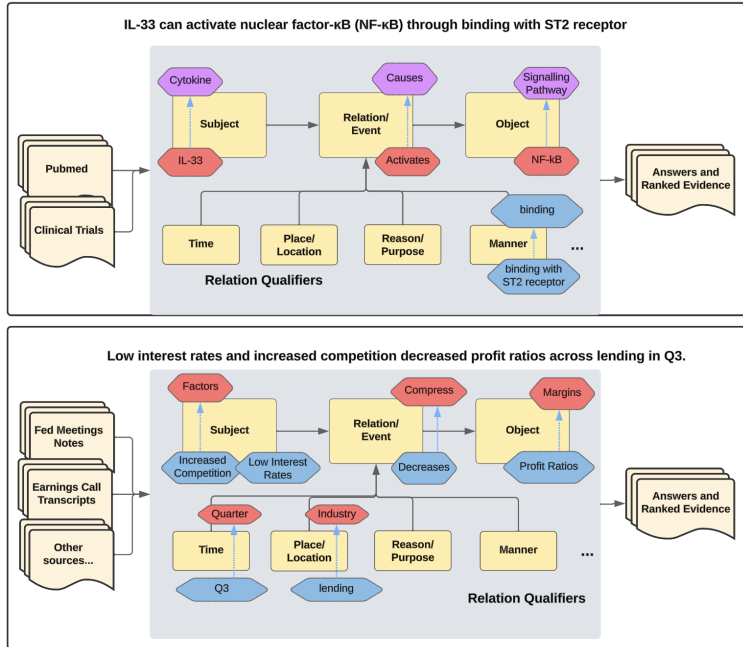 IL-33 can activate nuclear factor-κB (NF-κB) through binding with ST2 receptor
Cytokine
Causes
Signalling
Pathway
Subject
Relation/
Event
Object
IL-33
Activates
NF-kB
Pubmed
Clinical Trials
Answers and
Ranked Evidence
binding
Time
Place/
Location
Reason/
Purpose
Manner
...
Relation Qualifiers
binding with
ST2 receptor
Low interest rates and increased competition decreased profit ratios across lending in Q3.
Factors
Compress
Margins
Subject
Relation/
Event
Object
Increased
Competition
Low Interest
Rates
Decreases
Profit Ratios
Fed Meetings
Notes
Earnings Call
Transcripts
Other
sources...
Answers and
Ranked Evidence
Quarter
Industry
Time
Place/
Location
Reason/
Purpose
Manner
...
Q3
lending
Relation Qualifiers